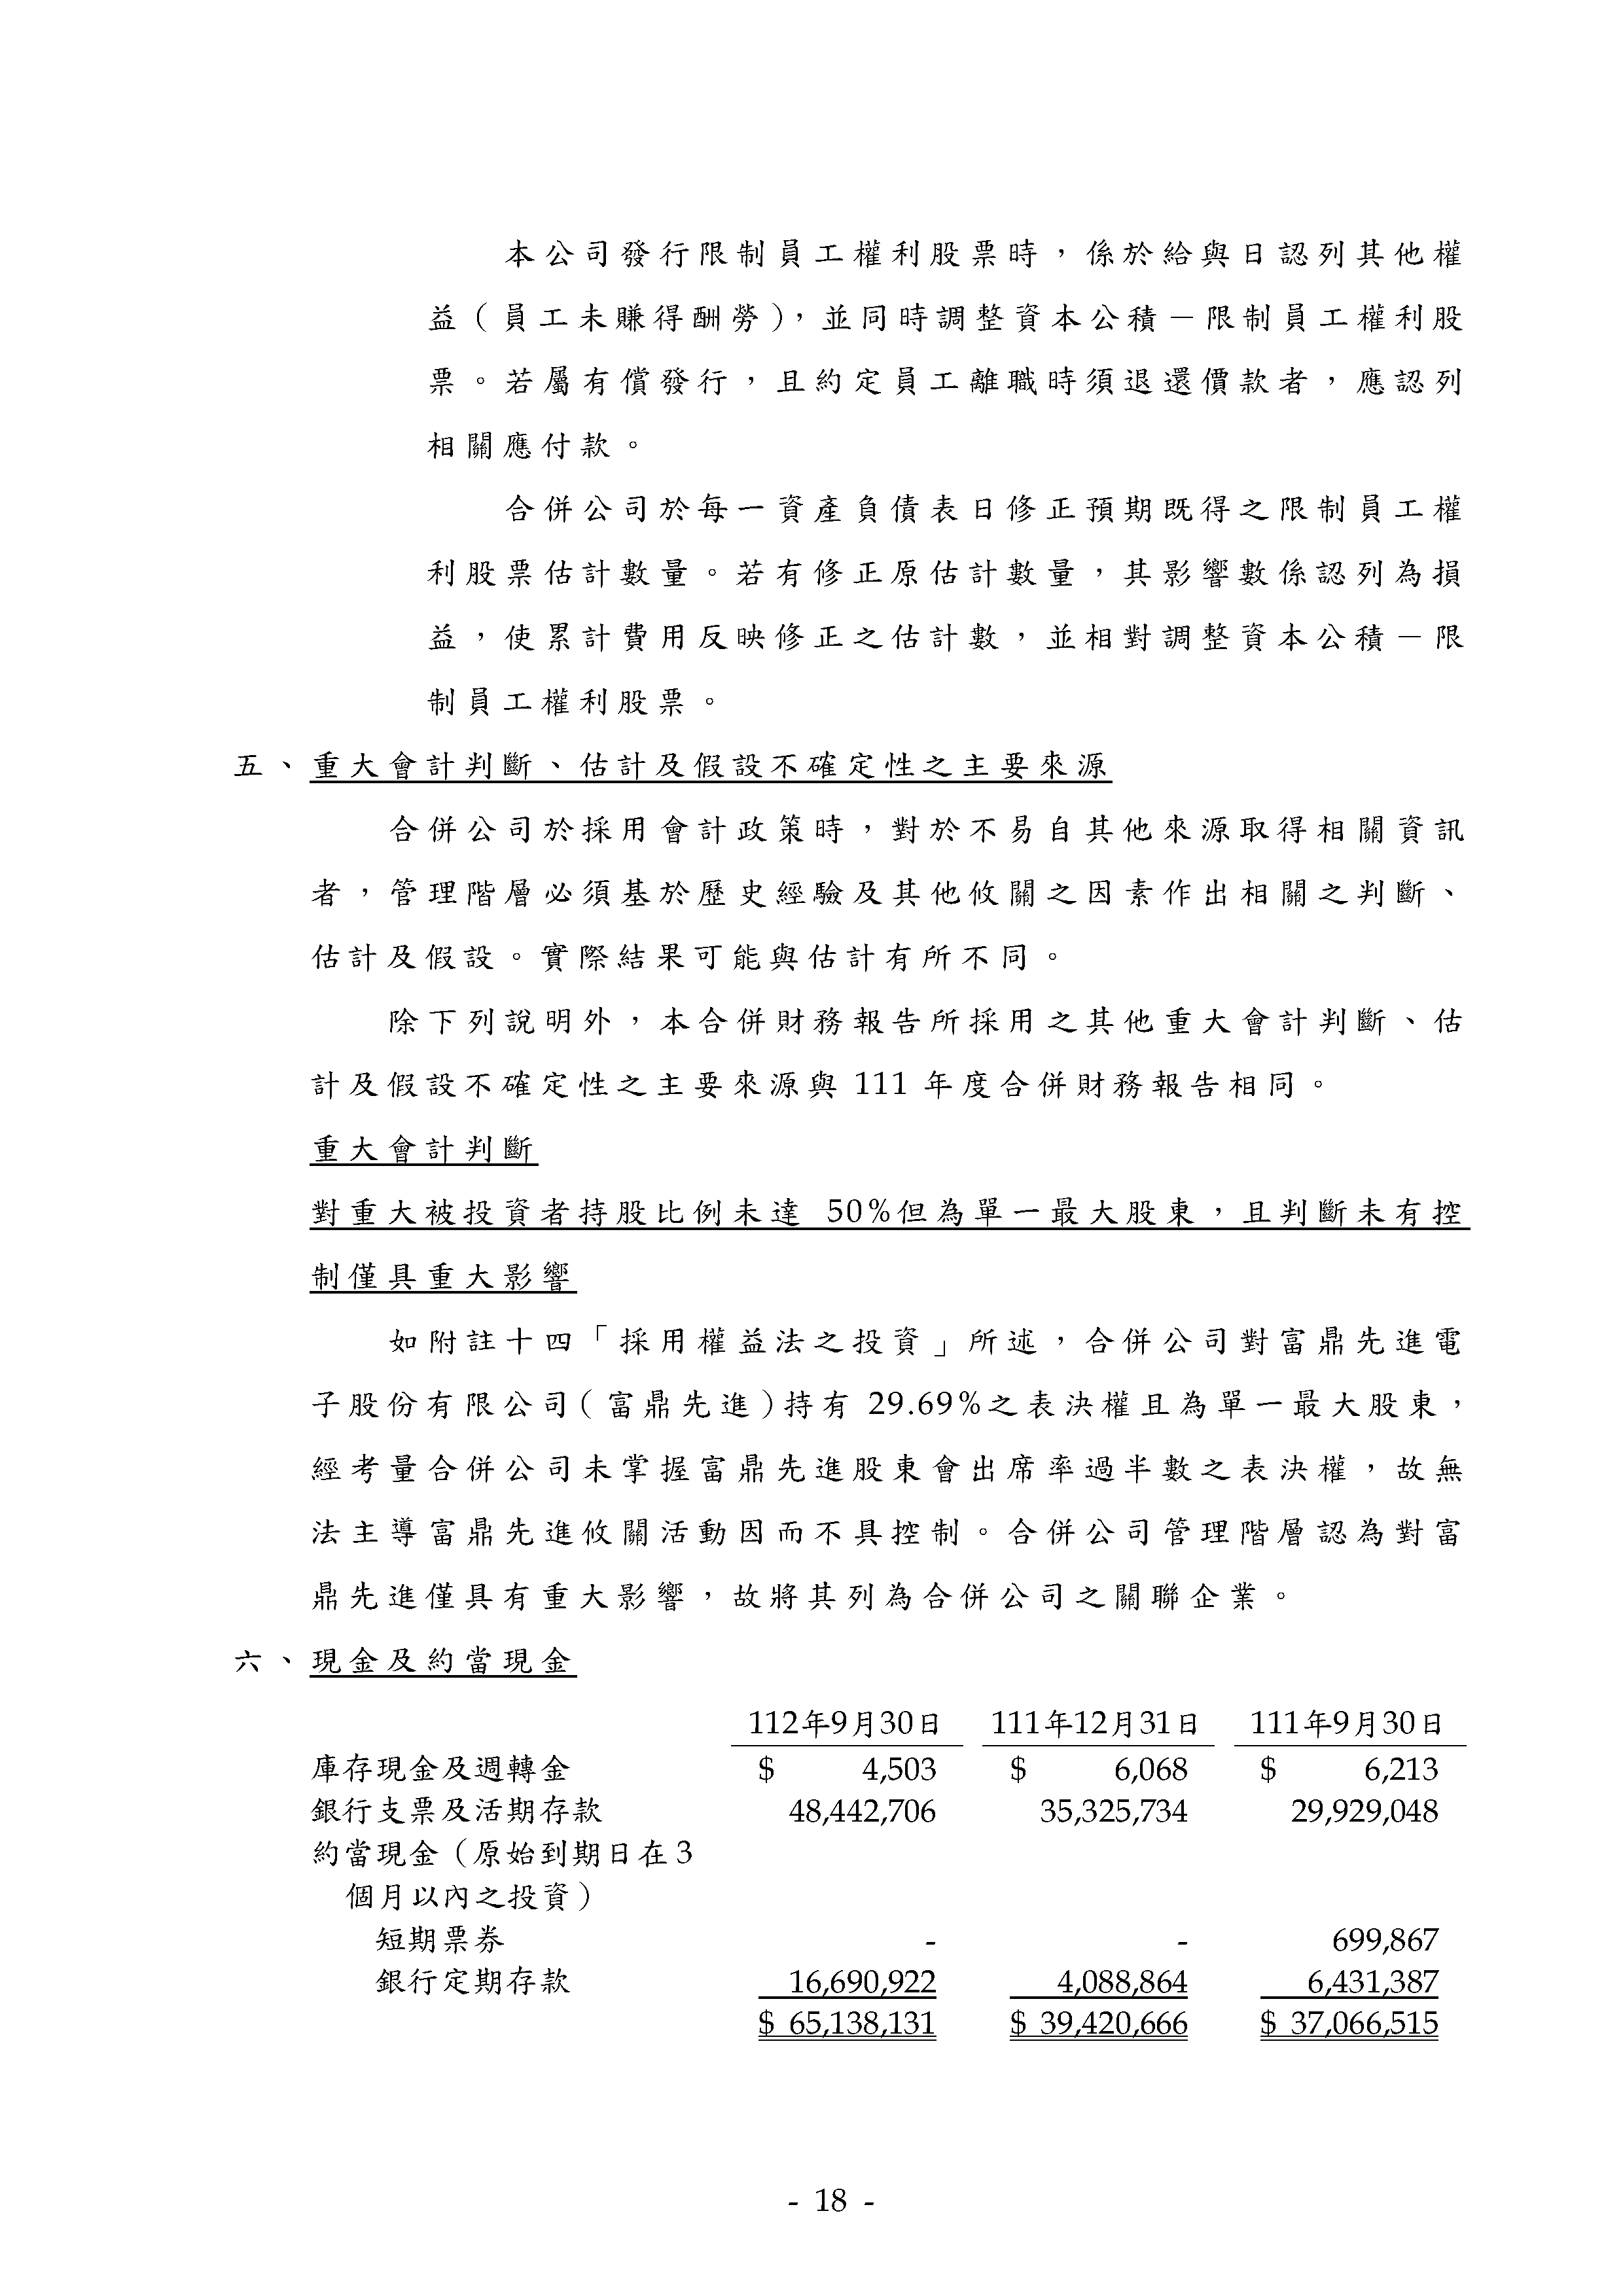 本公司發行限制員工權利股票時，係於給與日認列其他權
益（員工未賺得酬勞），並同時調整資本公積－限制員工權利股
票。若屬有償發行，且約定員工離職時須退還價款者，應認列
相關應付款。
合併公司於每一資產負債表日修正預期既得之限制員工權
利股票估計數量。若有修正原估計數量，其影響數係認列為損
益，使累計費用反映修正之估計數，並相對調整資本公積－限
制員工權利股票。
五、重大會計判斷、估計及假設不確定性之主要來源
合併公司於採用會計政策時，對於不易自其他來源取得相關資訊
者，管理階層必須基於歷史經驗及其他攸關之因素作出相關之判斷、
估計及假設。實際結果可能與估計有所不同。
除下列說明外，本合併財務報告所採用之其他重大會計判斷、估
計及假設不確定性之主要來源與 111 年度合併財務報告相同。
重大會計判斷
對重大被投資者持股比例未達 50%但為單一最大股東，且判斷未有控
制僅具重大影響
如附註十四「採用權益法之投資」所述，合併公司對富鼎先進電
子股份有限公司（富鼎先進）持有 29.69%之表決權且為單一最大股東，
經考量合併公司未掌握富鼎先進股東會出席率過半數之表決權，故無
法主導富鼎先進攸關活動因而不具控制。合併公司管理階層認為對富
鼎先進僅具有重大影響，故將其列為合併公司之關聯企業。
六、現金及約當現金
112年9月30日 111年12月31日 111年9月30日
庫存現金及週轉金 $ 4,503 $ 6,068 $ 6,213
銀行支票及活期存款 48,442,706 35,325,734 29,929,048
約當現金（原始到期日在3
個月以內之投資）
短期票券 - - 699,867
銀行定期存款 16,690,922 4,088,864 6,431,387
$ 65,138,131 $ 39,420,666 $ 37,066,515
- 18 -